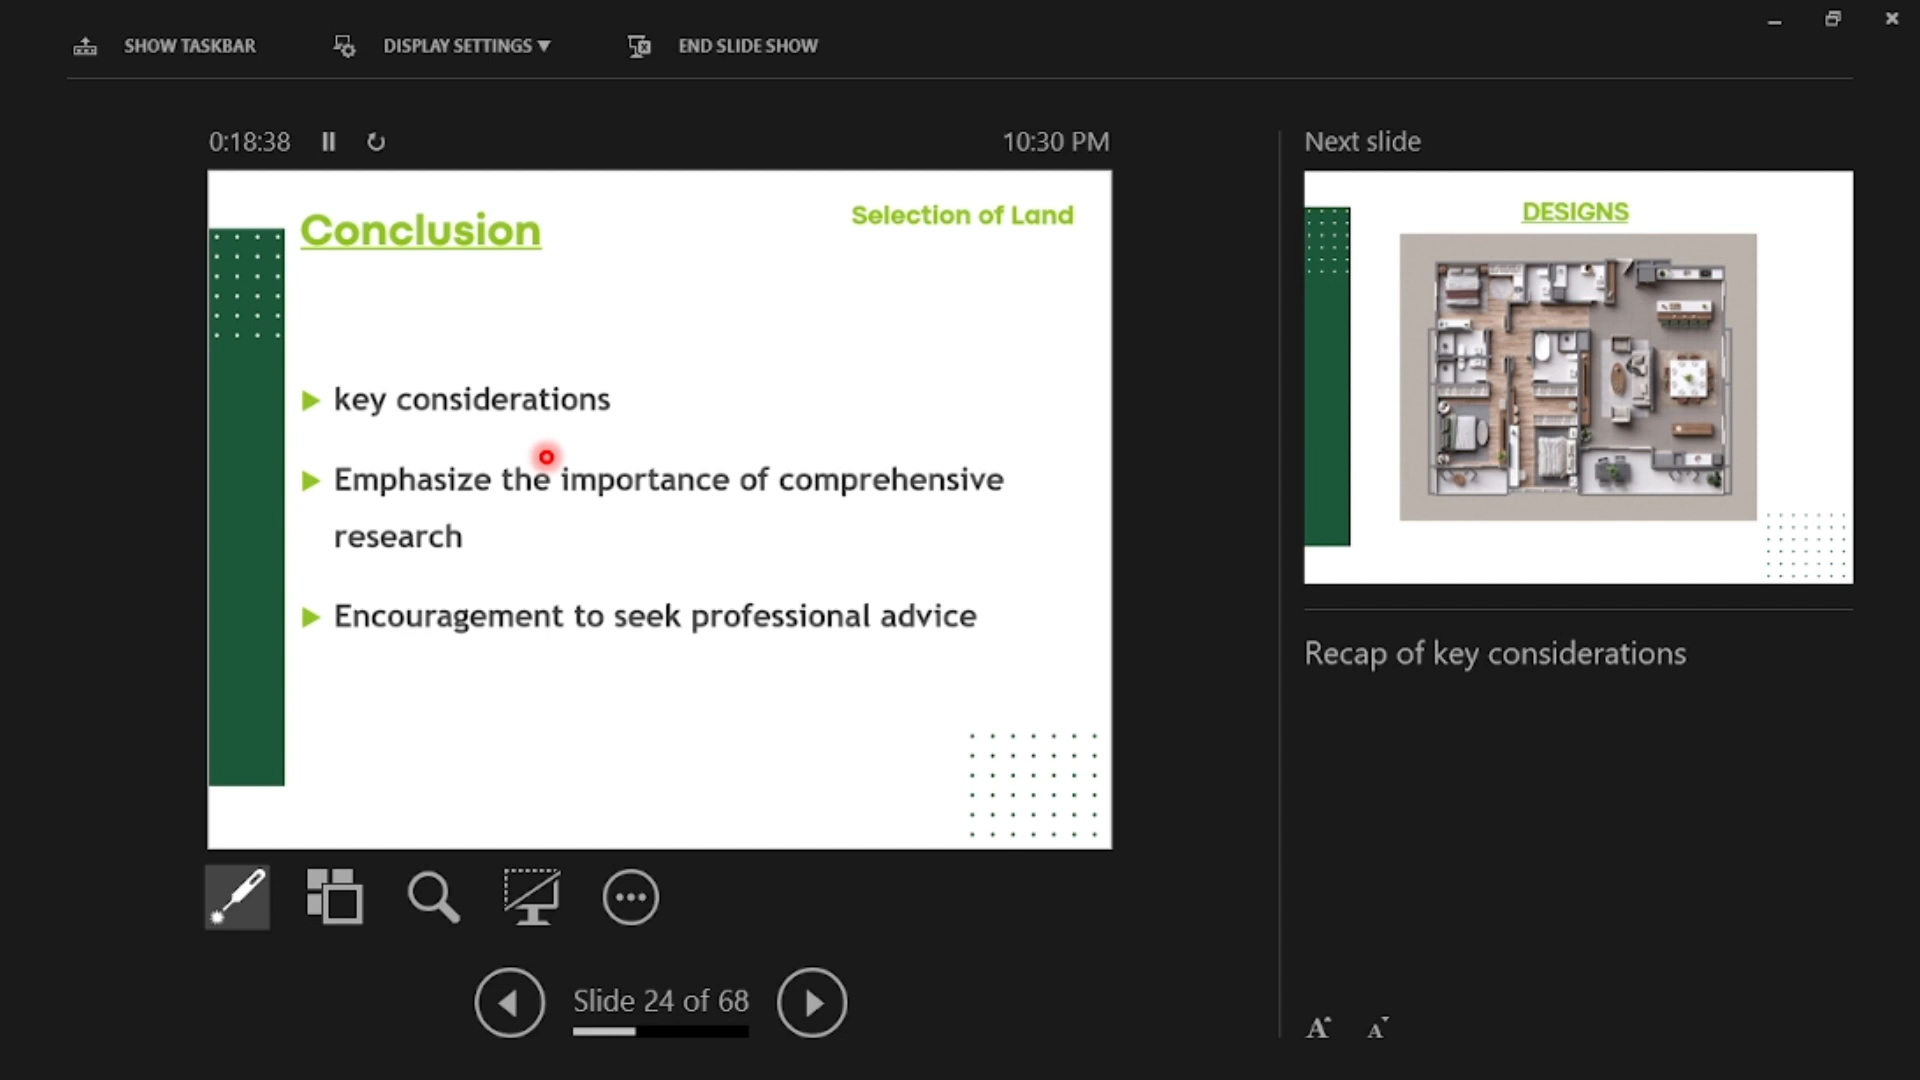 SHOW TASKBAR
DISPLAY SETTINGS ▼
END SLIDE SHOW
0:18:38
10:30 PM
Next slide
Conclusion
Selection of Land
key considerations
Emphasize the importance of comprehensive
research
Encouragement to seek professional advice
DESIGNS
Recap of key considerations
Slide 24 of 68
A A